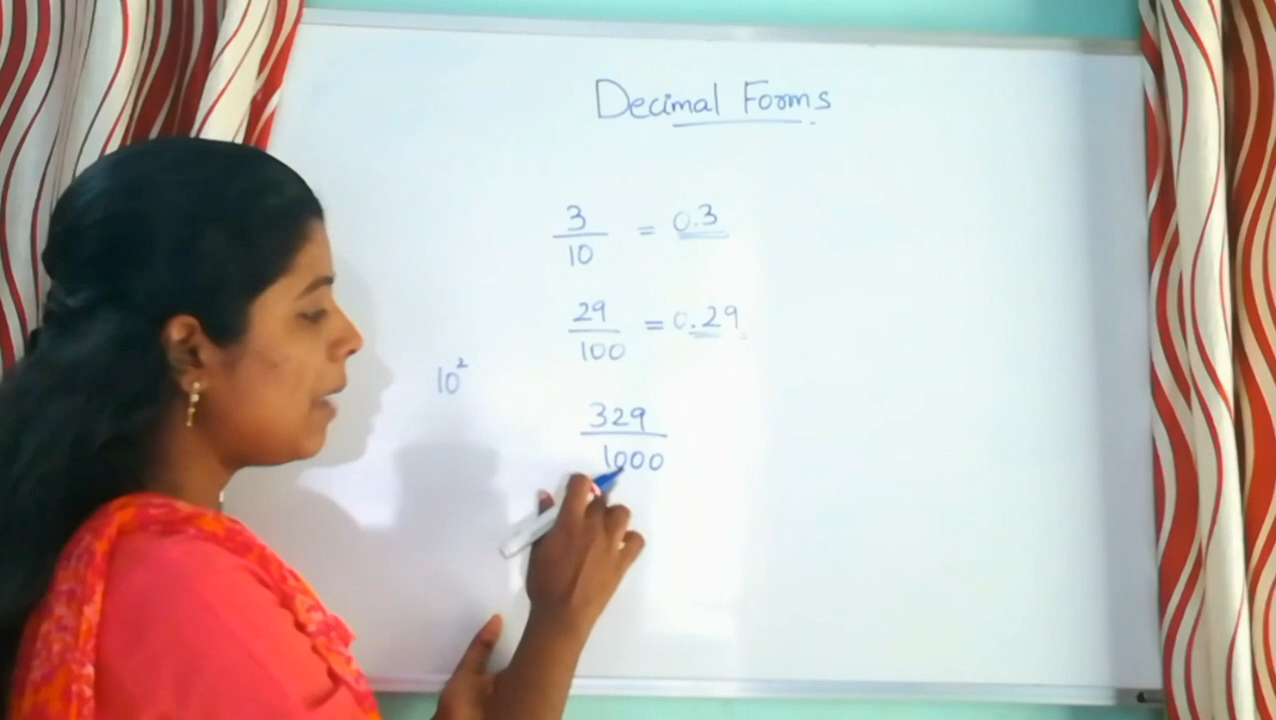 Decimal Forms
3/10 = 0.3
29/100 = 0.29
10²
329/1000